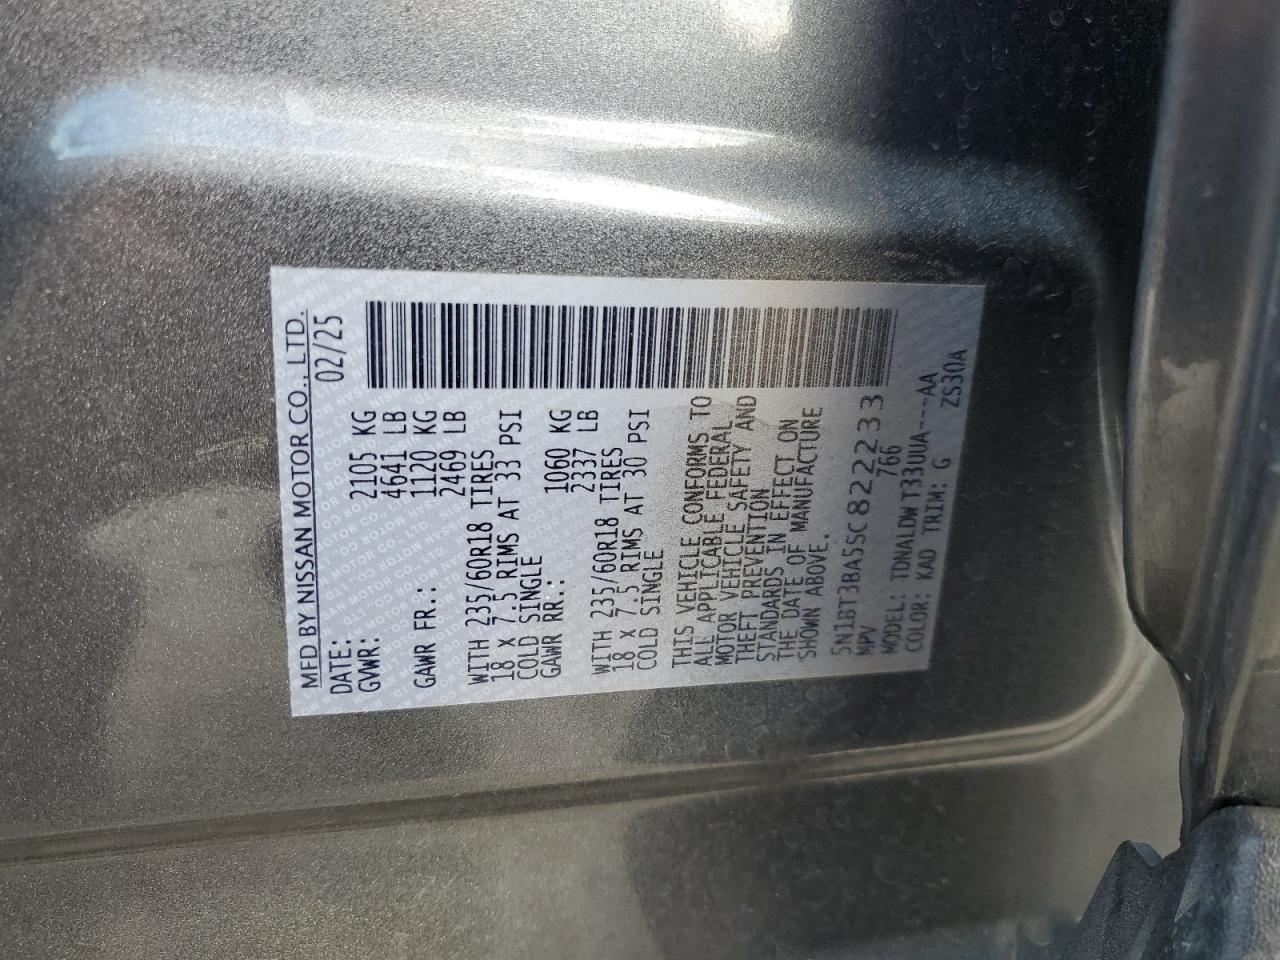 MFD BY NISSAN MOTOR CO., LTD.
DATE: 02/25
GVWR: 2105 KG
4641 LB
GAWR FR.: 1120 KG
2469 LB
WITH 235/60R18 TIRES
18 X 7.5 RIMS AT 33 PSI
COLD SINGLE
GAWR RR.: 1060 KG
2337 LB
WITH 235/60R18 TIRES
18 X 7.5 RIMS AT 30 PSI
COLD SINGLE
THIS VEHICLE CONFORMS TO
ALL APPLICABLE FEDERAL
MOTOR VEHICLE SAFETY AND
THEFT PREVENTION
STANDARDS IN EFFECT ON
THE DATE OF MANUFACTURE
SHOWN ABOVE.
5N1BT3BA5SC822233
MPV 766
MODEL: TDNALDWT33UUA---AA
COLOR: KAD TRIM: G ZS30A